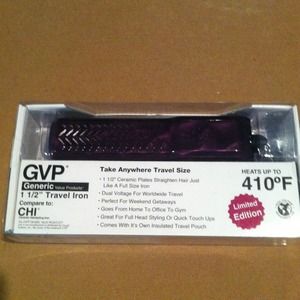 GVP®
Generic Value Products®
1 1/2" Travel Iron
Compare to:
CHI™
Take Anywhere Travel Size
• 1 1/2" Ceramic Plates Straighten Hair Just
Like A Full Size Iron
• Dual Voltage For Worldwide Travel
• Perfect For Weekend Getaways
• Goes From Home To Office To Gym
• Great For Full Head Styling Or Quick Touch Ups
• Comes With It's Own Insulated Travel Pouch
HEATS UP TO
410°F
Limited
Edition